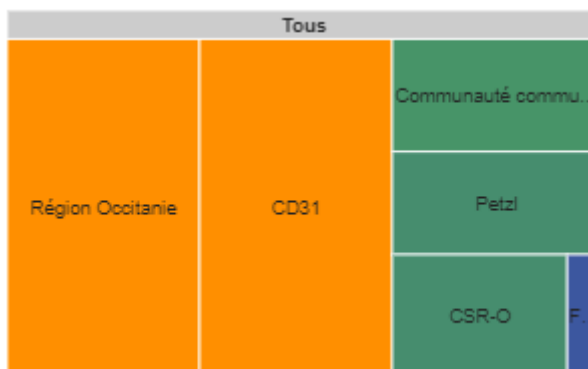 Tous
Région Occitanie
CD31
Communauté commu..
Petzl
CSR-O
F..